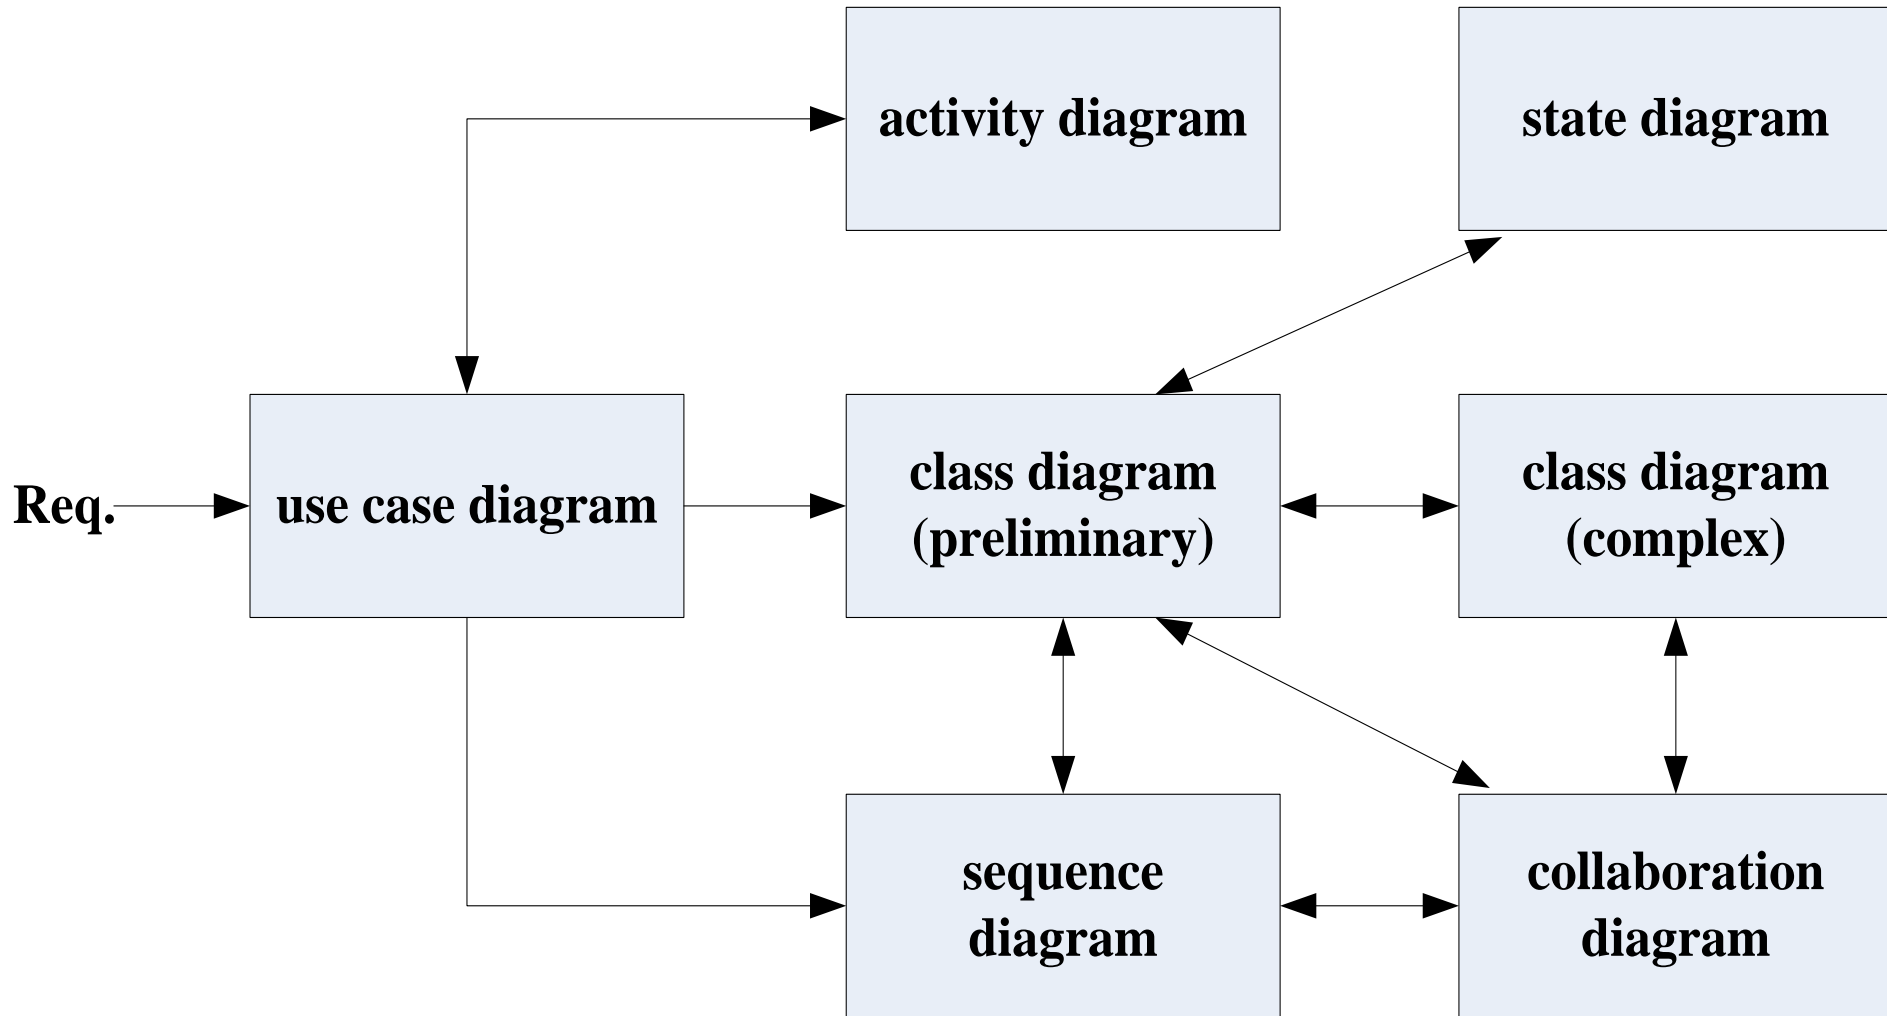 activity diagram
state diagram
Req.
use case diagram
class diagram
(preliminary)
class diagram
(complex)
sequence
diagram
collaboration
diagram